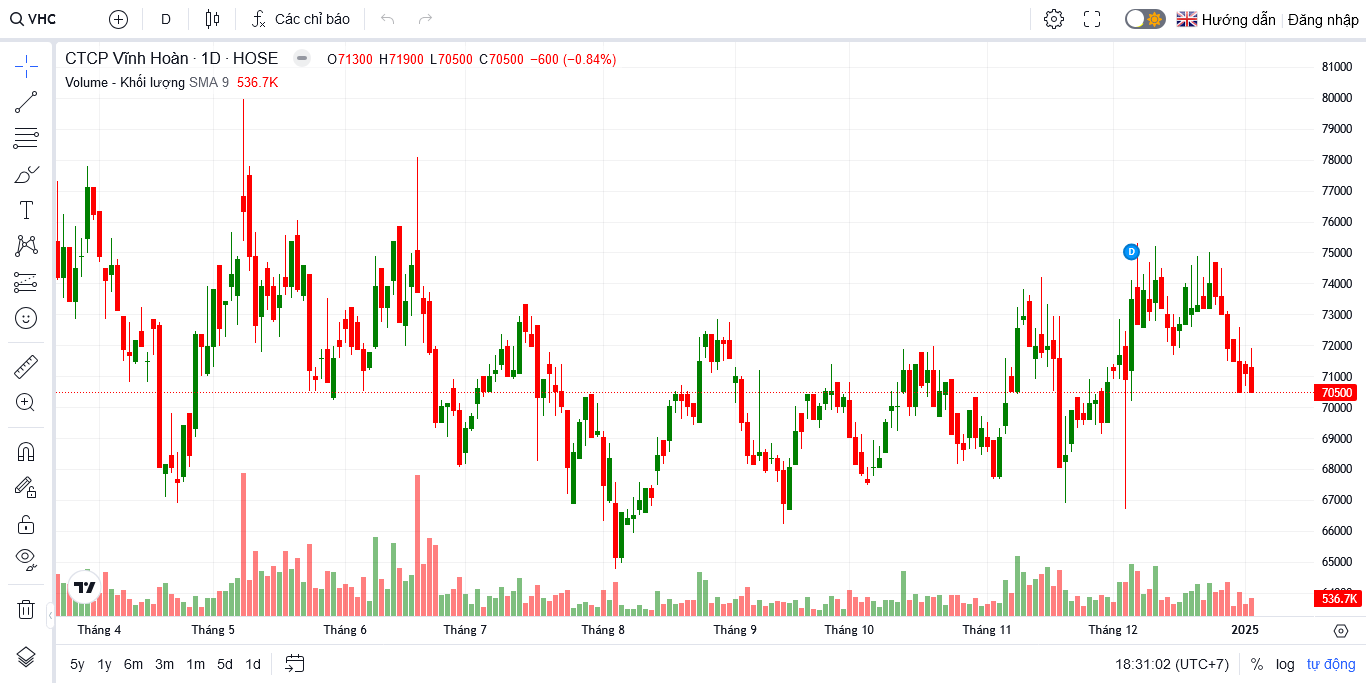 VHC D Các chỉ báo Hướng dẫn Đăng nhập
CTCP Vĩnh Hoàn · 1D · HOSE O71300 H71900 L70500 C70500 −600 (−0.84%)
Volume - Khối lượng SMA 9 536.7K
81000
80000
79000
78000
77000
76000
75000
D
74000
73000
72000
71000
70500
70000
69000
68000
67000
66000
65000
536.7K
Tháng 4 Tháng 5 Tháng 6 Tháng 7 Tháng 8 Tháng 9 Tháng 10 Tháng 11 Tháng 12 2025
5y 1y 6m 3m 1m 5d 1d 18:31:02 (UTC+7) % log tự động